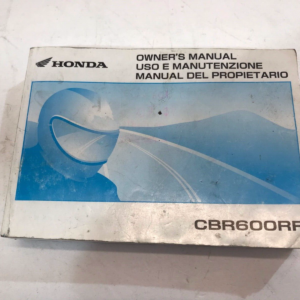 HONDA
OWNER'S MANUAL
USO E MANUTENZIONE
MANUAL DEL PROPIETARIO
CBR600RR